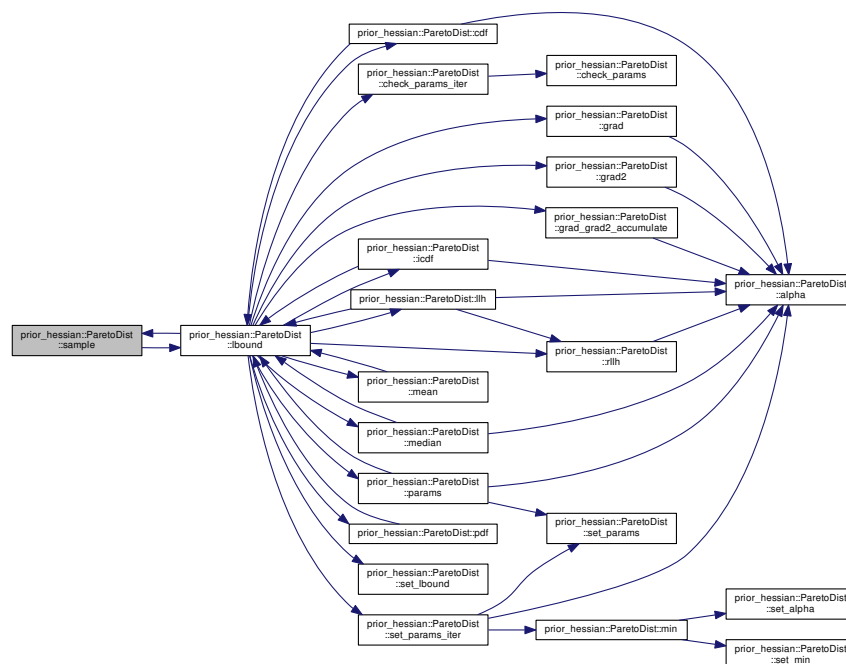 prior_hessian::ParetoDist
::sample
prior_hessian::ParetoDist
::lbound
prior_hessian::ParetoDist::cdf
prior_hessian::ParetoDist
::check_params_iter
prior_hessian::ParetoDist
::icdf
prior_hessian::ParetoDist::llh
prior_hessian::ParetoDist
::mean
prior_hessian::ParetoDist
::median
prior_hessian::ParetoDist
::params
prior_hessian::ParetoDist::pdf
prior_hessian::ParetoDist
::set_lbound
prior_hessian::ParetoDist
::set_params_iter
prior_hessian::ParetoDist
::check_params
prior_hessian::ParetoDist
::grad
prior_hessian::ParetoDist
::grad2
prior_hessian::ParetoDist
::grad_grad2_accumulate
prior_hessian::ParetoDist
::rllh
prior_hessian::ParetoDist
::set_params
prior_hessian::ParetoDist::min
prior_hessian::ParetoDist
::alpha
prior_hessian::ParetoDist
::set_alpha
prior_hessian::ParetoDist
::set_min